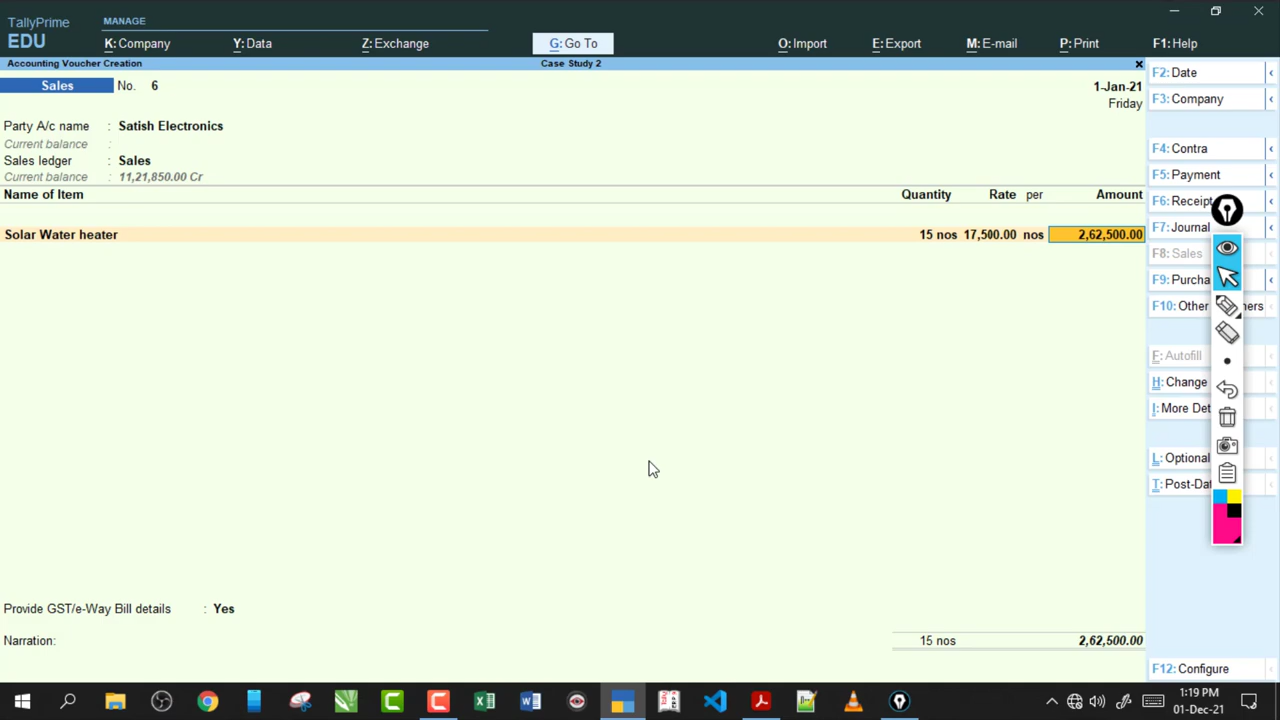 TallyPrime
EDU
MANAGE
K: Company
Y: Data
Z: Exchange
G: Go To
O: Import
E: Export
M: E-mail
P: Print
F1: Help
Accounting Voucher Creation
Case Study 2
Sales No. 6
1-Jan-21
Friday
Party A/c name : Satish Electronics
Current balance :
Sales ledger : Sales
Current balance : 11,21,850.00 Cr
Name of Item Quantity Rate per Amount
Solar Water heater 15 nos 17,500.00 nos 2,62,500.00
Provide GST/e-Way Bill details : Yes
Narration: 15 nos 2,62,500.00
F2: Date
F3: Company
F4: Contra
F5: Payment
F6: Receipt
F7: Journal
F8: Sales
F9: Purcha
F10: Other hers
F: Autofill
H: Change
I: More Det
L: Optional
T: Post-Dat
F12: Configure
1:19 PM
01-Dec-21